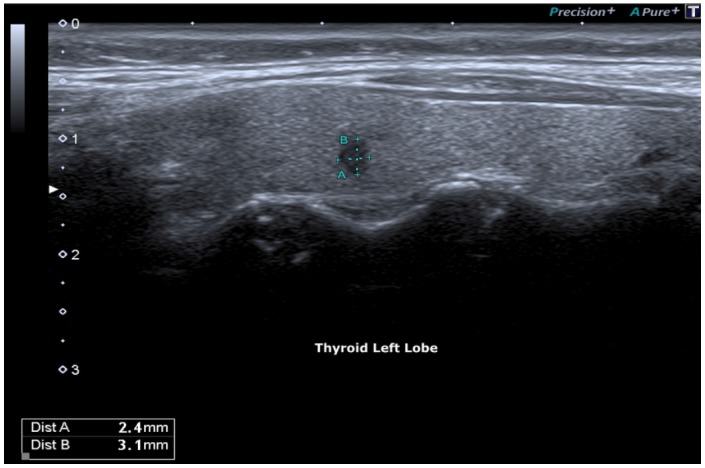 Precision+ APure+ T
0
B
1
A
2
Thyroid Left Lobe
3
Dist A 2.4mm
Dist B 3.1mm